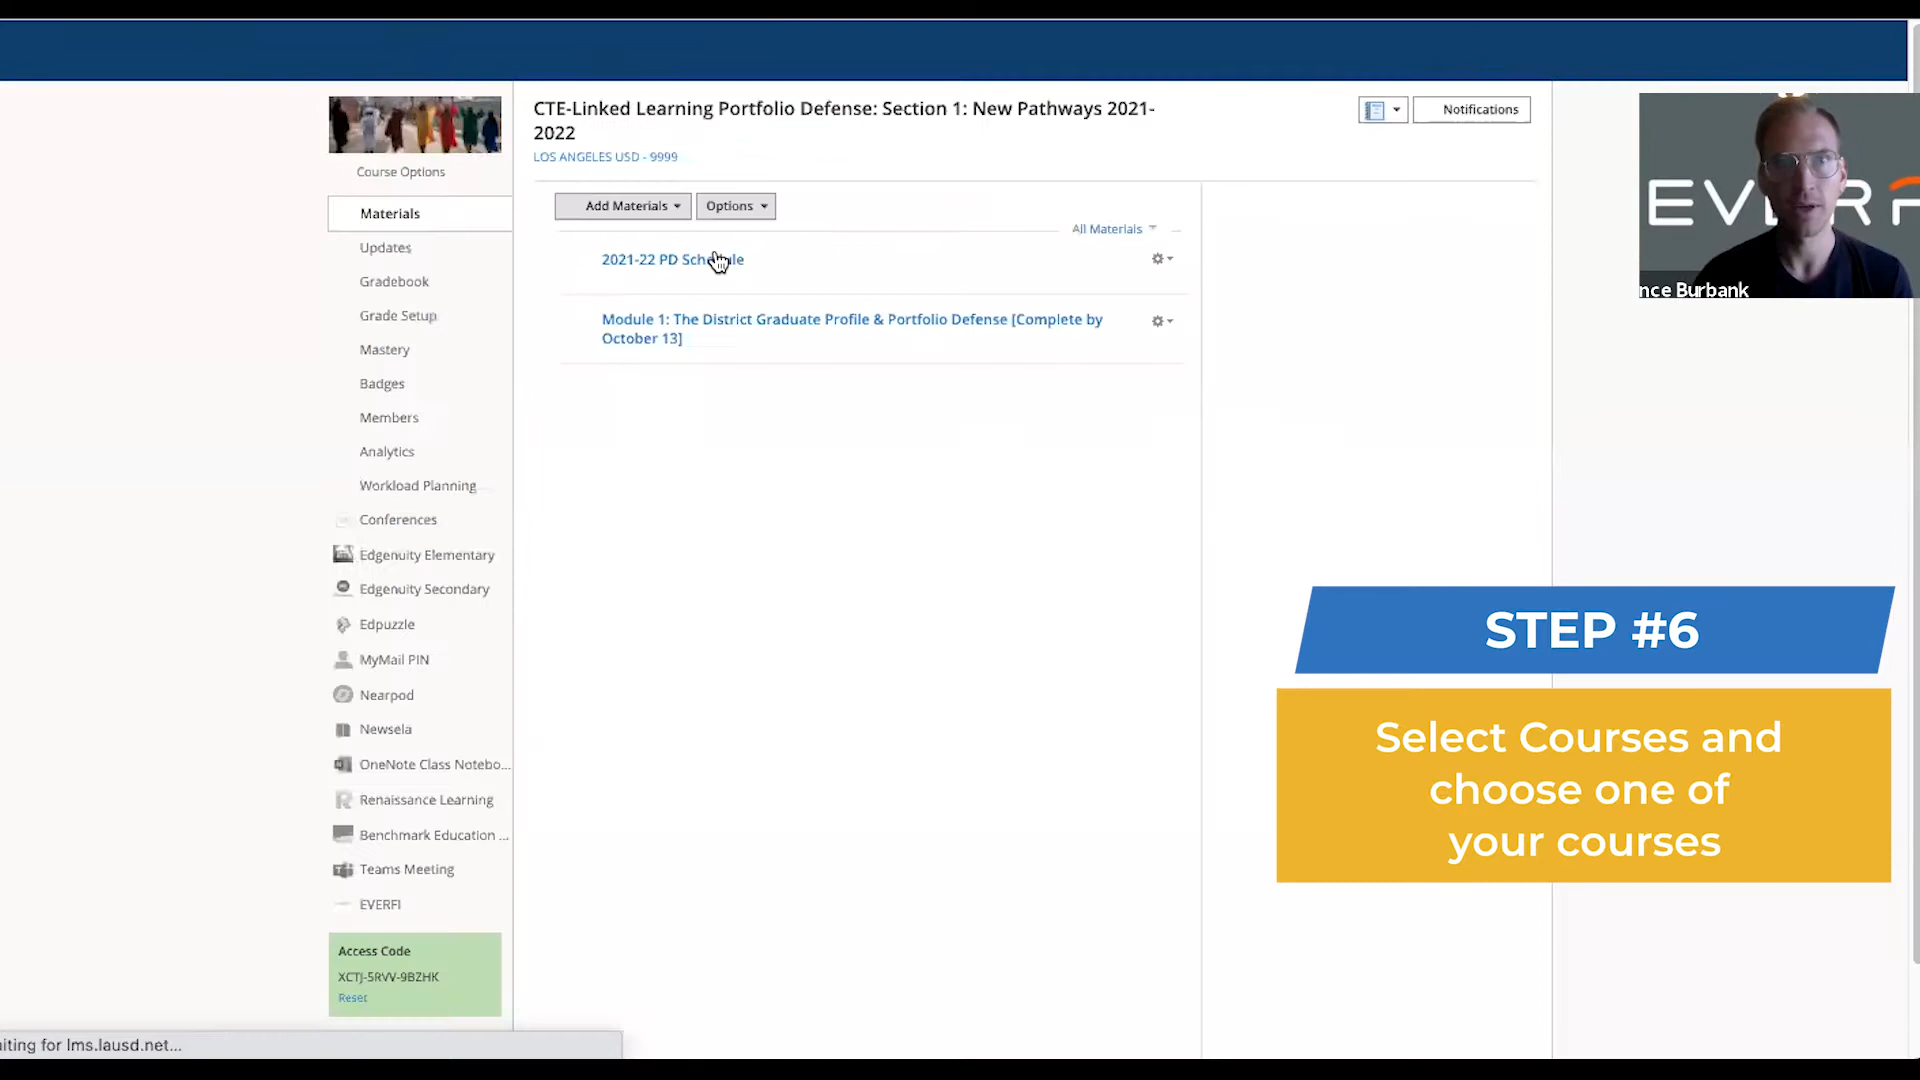 CTE-Linked Learning Portfolio Defense: Section 1: New Pathways 2021-
2022
LOS ANGELES USD - 9999
Notifications
Course Options
Materials
Updates
Gradebook
Grade Setup
Mastery
Badges
Members
Analytics
Workload Planning
Conferences
Edgenuity Elementary
Edgenuity Secondary
Edpuzzle
MyMail PIN
Nearpod
Newsela
OneNote Class Notebo...
Renaissance Learning
Benchmark Education ...
Teams Meeting
EVERFI
Access Code
XCTJ-5RVV-9BZHK
Reset
Add Materials
Options
All Materials
2021-22 PD Schedule
Module 1: The District Graduate Profile & Portfolio Defense [Complete by
October 13]
nce Burbank
STEP #6
Select Courses and
choose one of
your courses
iting for lms.lausd.net...